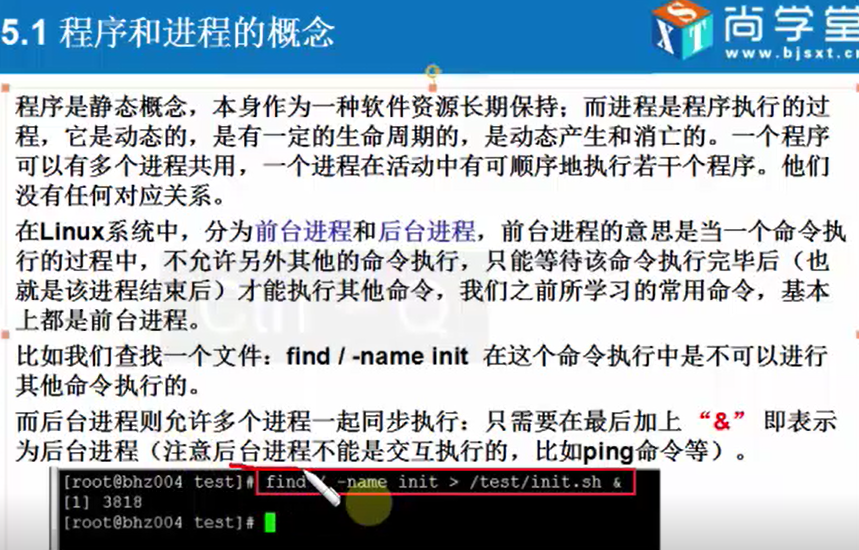 5.1 程序和进程的概念
尚学堂
www.bjsxt.cn
程序是静态概念，本身作为一种软件资源长期保持；而进程是程序执行的过
程，它是动态的，是有一定的生命周期的，是动态产生和消亡的。一个程序
可以有多个进程共用，一个进程在活动中有可顺序地执行若干个程序。他们
没有任何对应关系。
在Linux系统中，分为前台进程和后台进程，前台进程的意思是当一个命令执
行的过程中，不允许另外其他的命令执行，只能等待该命令执行完毕后（也
就是该进程结束后）才能执行其他命令，我们之前所学习的常用命令，基本
上都是前台进程。
Ctrl - Q
比如我们查找一个文件：find / -name init 在这个命令执行中是不可以进行
其他命令执行的。
而后台进程则允许多个进程一起同步执行：只需要在最后加上“&” 即表示
为后台进程（注意后台进程不能是交互执行的，比如ping命令等）。
[root@bhz004 test]# find / -name init > /test/init.sh &
[1] 3818
[root@bhz004 test]#